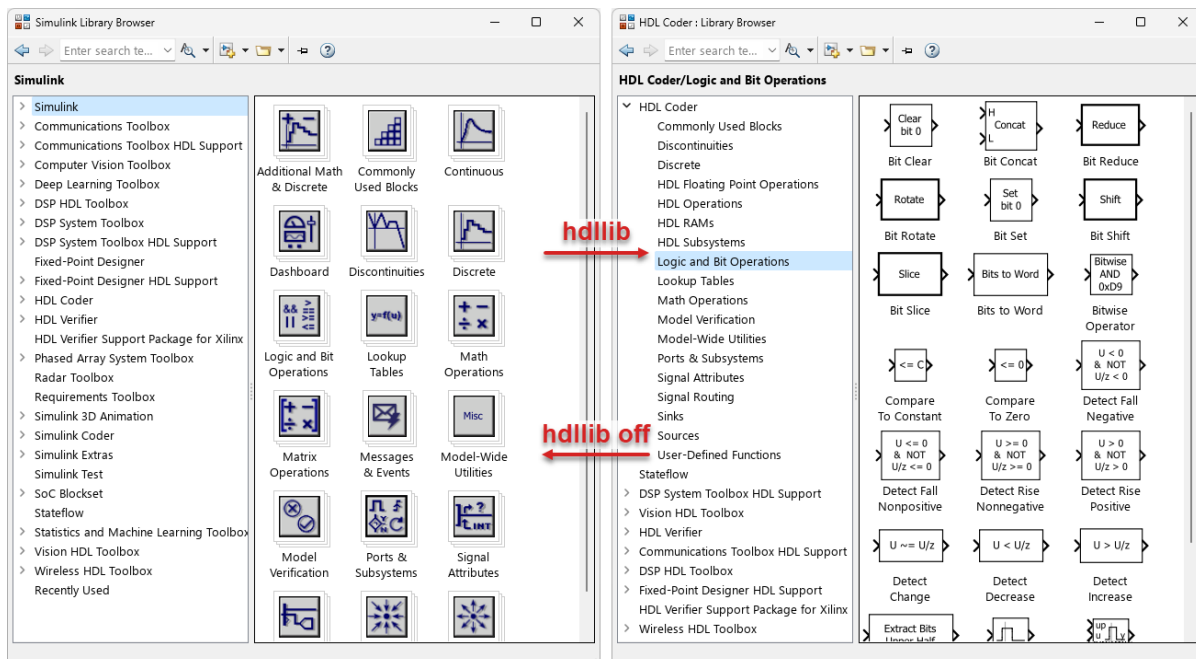 Simulink Library Browser
Enter search te...
Simulink
Simulink
Communications Toolbox
Communications Toolbox HDL Support
Computer Vision Toolbox
Deep Learning Toolbox
DSP HDL Toolbox
DSP System Toolbox
DSP System Toolbox HDL Support
Fixed-Point Designer
Fixed-Point Designer HDL Support
HDL Coder
HDL Verifier
HDL Verifier Support Package for Xilinx
Phased Array System Toolbox
Radar Toolbox
Requirements Toolbox
Simulink 3D Animation
Simulink Coder
Simulink Extras
Simulink Test
SoC Blockset
Stateflow
Statistics and Machine Learning Toolbox
Vision HDL Toolbox
Wireless HDL Toolbox
Recently Used
Additional Math
& Discrete
Commonly
Used Blocks
Continuous
Dashboard
Discontinuities
Discrete
&& >
|| >=
<=
Logic and Bit
Operations
y=f(u)
Lookup
Tables
+ −
÷ ×
Math
Operations
+ −
÷ ×
Matrix
Operations
Messages
& Events
Misc
Model-Wide
Utilities
Model
Verification
Y
N
Ports &
Subsystems
?
INT
Signal
Attributes
hdllib
hdllib off
HDL Coder : Library Browser
Enter search te...
HDL Coder/Logic and Bit Operations
HDL Coder
Commonly Used Blocks
Discontinuities
Discrete
HDL Floating Point Operations
HDL Operations
HDL RAMs
HDL Subsystems
Logic and Bit Operations
Lookup Tables
Math Operations
Model Verification
Model-Wide Utilities
Ports & Subsystems
Signal Attributes
Signal Routing
Sinks
Sources
User-Defined Functions
Stateflow
DSP System Toolbox HDL Support
Vision HDL Toolbox
HDL Verifier
Communications Toolbox HDL Support
DSP HDL Toolbox
Fixed-Point Designer HDL Support
HDL Verifier Support Package for Xilinx
Wireless HDL Toolbox
Clear
bit 0
Bit Clear
H
Concat
L
Bit Concat
Reduce
Bit Reduce
Rotate
Bit Rotate
Set
bit 0
Bit Set
Shift
Bit Shift
Slice
Bit Slice
Bits to Word
Bits to Word
Bitwise
AND
0xD9
Bitwise
Operator
<= C
Compare
To Constant
<= 0
Compare
To Zero
U < 0
& NOT
U/z < 0
Detect Fall
Negative
U <= 0
& NOT
U/z <= 0
Detect Fall
Nonpositive
U >= 0
& NOT
U/z >= 0
Detect Rise
Nonnegative
U > 0
& NOT
U/z > 0
Detect Rise
Positive
U ~= U/z
Detect
Change
U < U/z
Detect
Decrease
U > U/z
Detect
Increase
Extract Bits
Upper Half
up
u
y